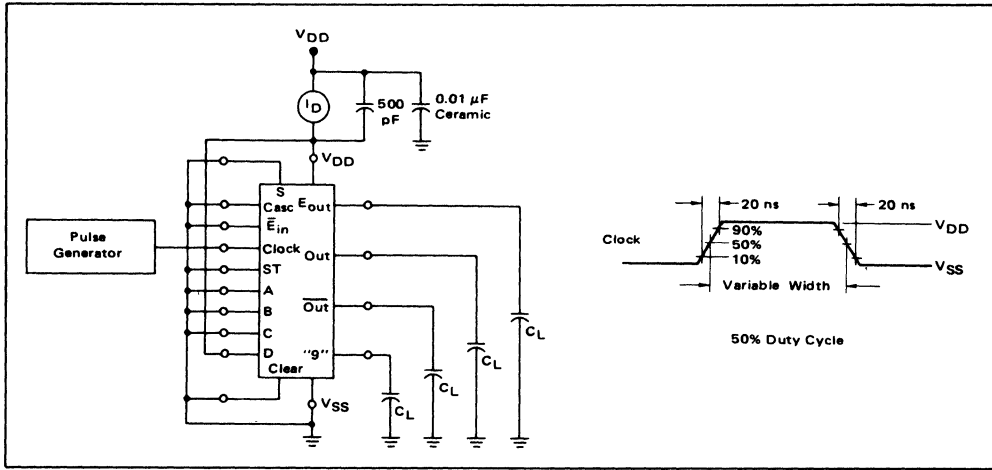 VDD
ID
500
pF
0.01 µF
Ceramic
VDD
S
Casc
E̅in
Clock
ST
A
B
C
D
Clear
Eout
Out
O̅u̅t̅
"9"
VSS
CL
CL
CL
CL
Pulse
Generator
20 ns
20 ns
VDD
90%
50%
10%
Clock
VSS
Variable Width
50% Duty Cycle